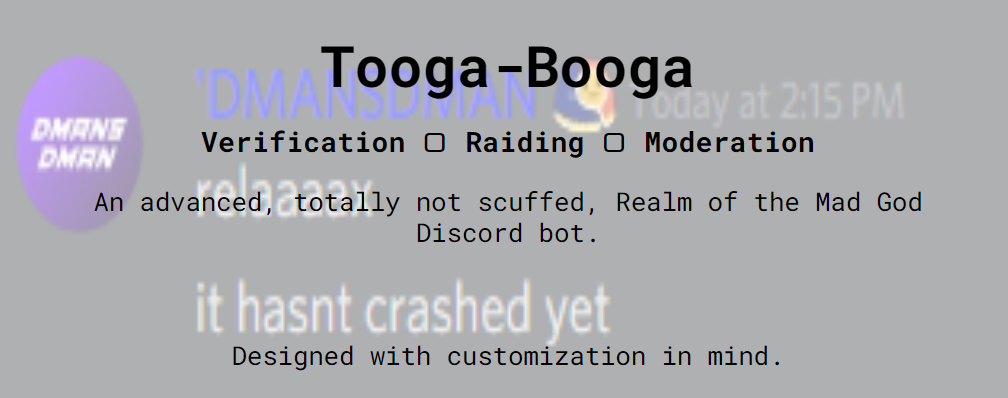 Tooga-Booga
'DMANSDMAN Today at 2:15 PM
DMANS
DMAN
Verification ▢ Raiding ▢ Moderation
relaaaax
An advanced, totally not scuffed, Realm of the Mad God
Discord bot.
it hasnt crashed yet
Designed with customization in mind.